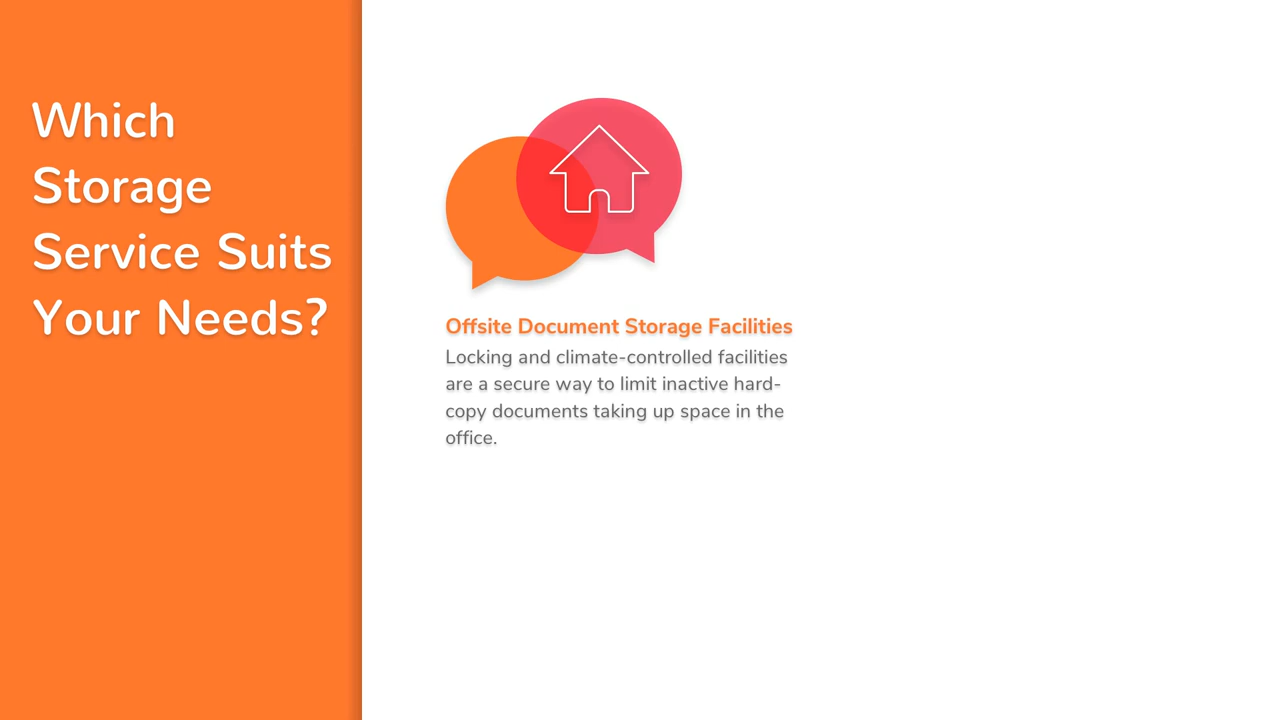 Which
Storage
Service Suits
Your Needs?
Offsite Document Storage Facilities
Locking and climate-controlled facilities
are a secure way to limit inactive hard-
copy documents taking up space in the
office.